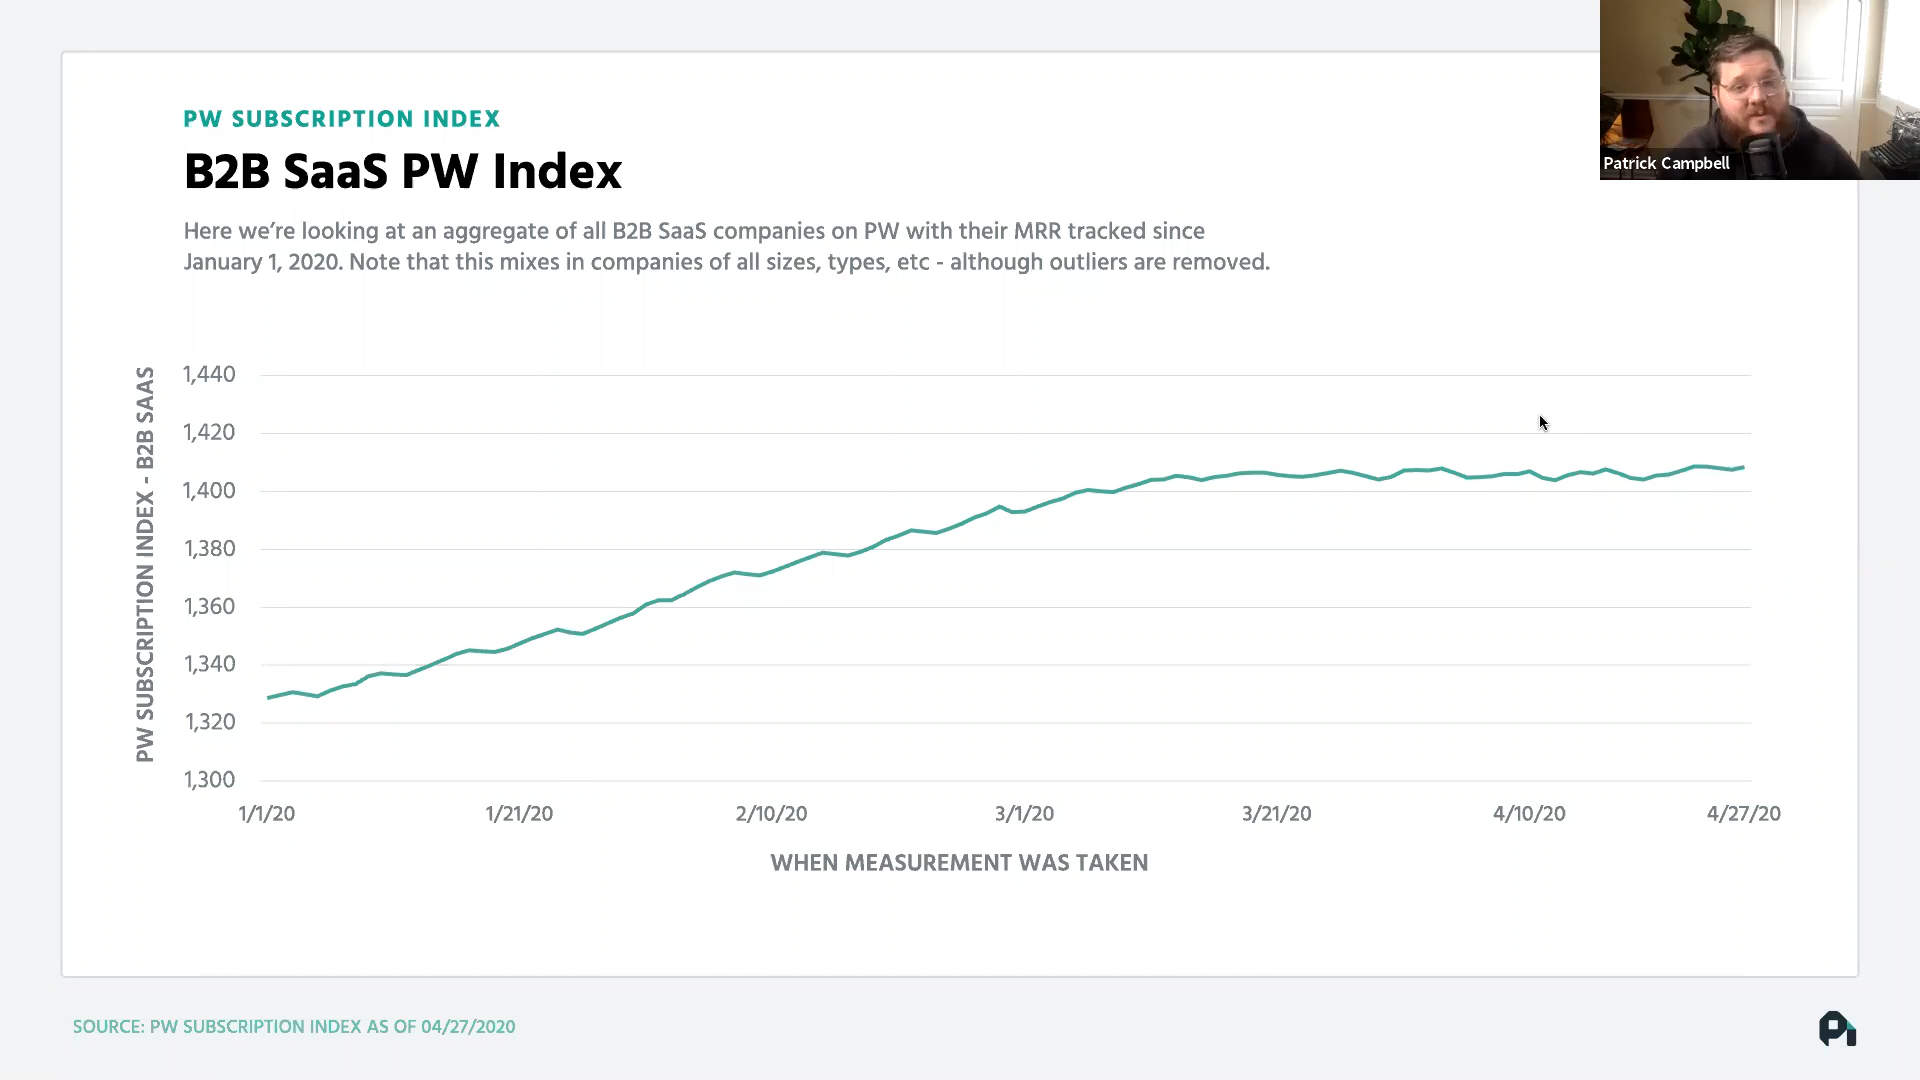 PW SUBSCRIPTION INDEX
B2B SaaS PW Index
Here we’re looking at an aggregate of all B2B SaaS companies on PW with their MRR tracked since
January 1, 2020. Note that this mixes in companies of all sizes, types, etc - although outliers are removed.
Patrick Campbell
PW SUBSCRIPTION INDEX - B2B SAAS
1,440
1,420
1,400
1,380
1,360
1,340
1,320
1,300
1/1/20 1/21/20 2/10/20 3/1/20 3/21/20 4/10/20 4/27/20
WHEN MEASUREMENT WAS TAKEN
SOURCE: PW SUBSCRIPTION INDEX AS OF 04/27/2020